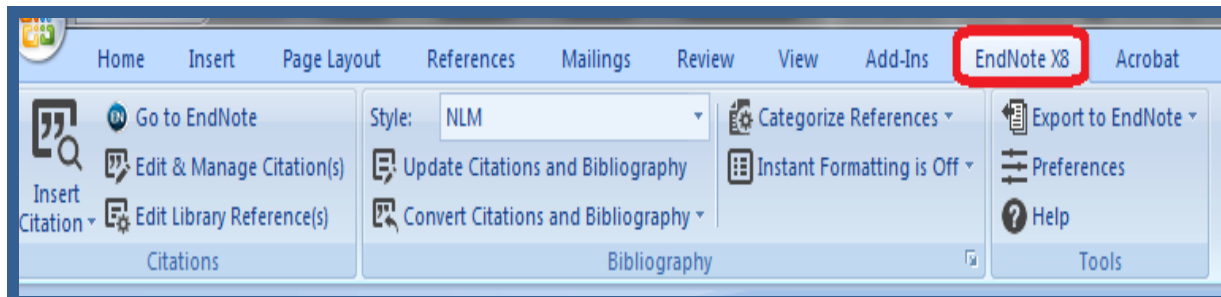 Home Insert Page Layout References Mailings Review View Add-Ins EndNote X8 Acrobat
Insert Citation
Go to EndNote
Edit & Manage Citation(s)
Edit Library Reference(s)
Citations
Style: NLM
Update Citations and Bibliography
Convert Citations and Bibliography
Categorize References
Instant Formatting is Off
Bibliography
Export to EndNote
Preferences
Help
Tools